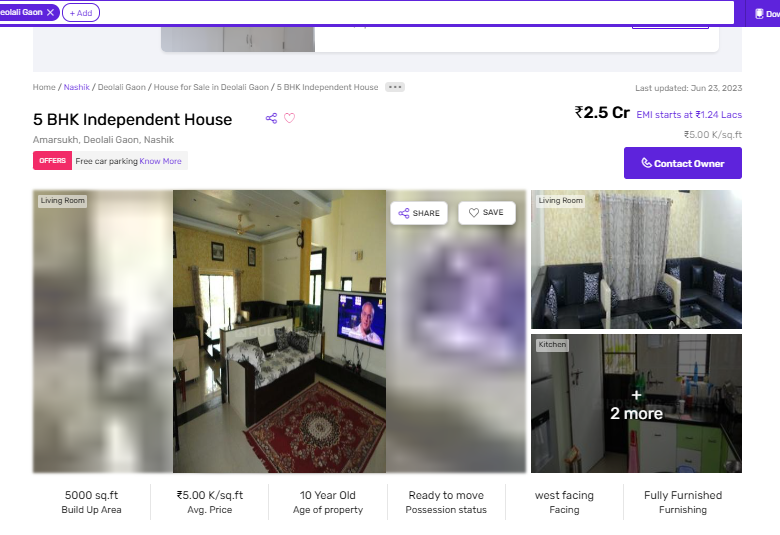 eolali Gaon ✕ + Add
Dow
Home / Nashik / Deolali Gaon / House for Sale in Deolali Gaon / 5 BHK Independent House
Last updated: Jun 23, 2023
5 BHK Independent House
₹2.5 Cr EMI starts at ₹1.24 Lacs
Amarsukh, Deolali Gaon, Nashik
₹5.00 K/sq.ft
OFFERS Free car parking Know More
Contact Owner
Living Room
SHARE
SAVE
Living Room
Kitchen
+
2 more
5000 sq.ft
Build Up Area
₹5.00 K/sq.ft
Avg. Price
10 Year Old
Age of property
Ready to move
Possession status
west facing
Facing
Fully Furnished
Furnishing